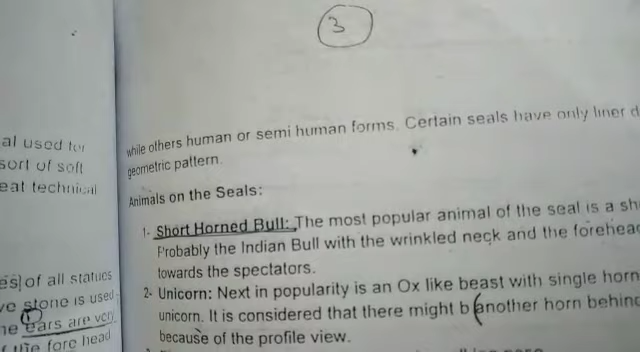 3
al used for
sort of soft
eat technical
es of all statues
ve stone is used
he ears are very
f the fore head
while others human or semi human forms. Certain seals have only liner d
geometric pattern.
Animals on the Seals:
1- Short Horned Bull: The most popular animal of the seal is a sh
Probably the Indian Bull with the wrinkled neck and the forehead
towards the spectators.
2- Unicorn: Next in popularity is an Ox like beast with single horn
unicorn. It is considered that there might b another horn behind
because of the profile view.